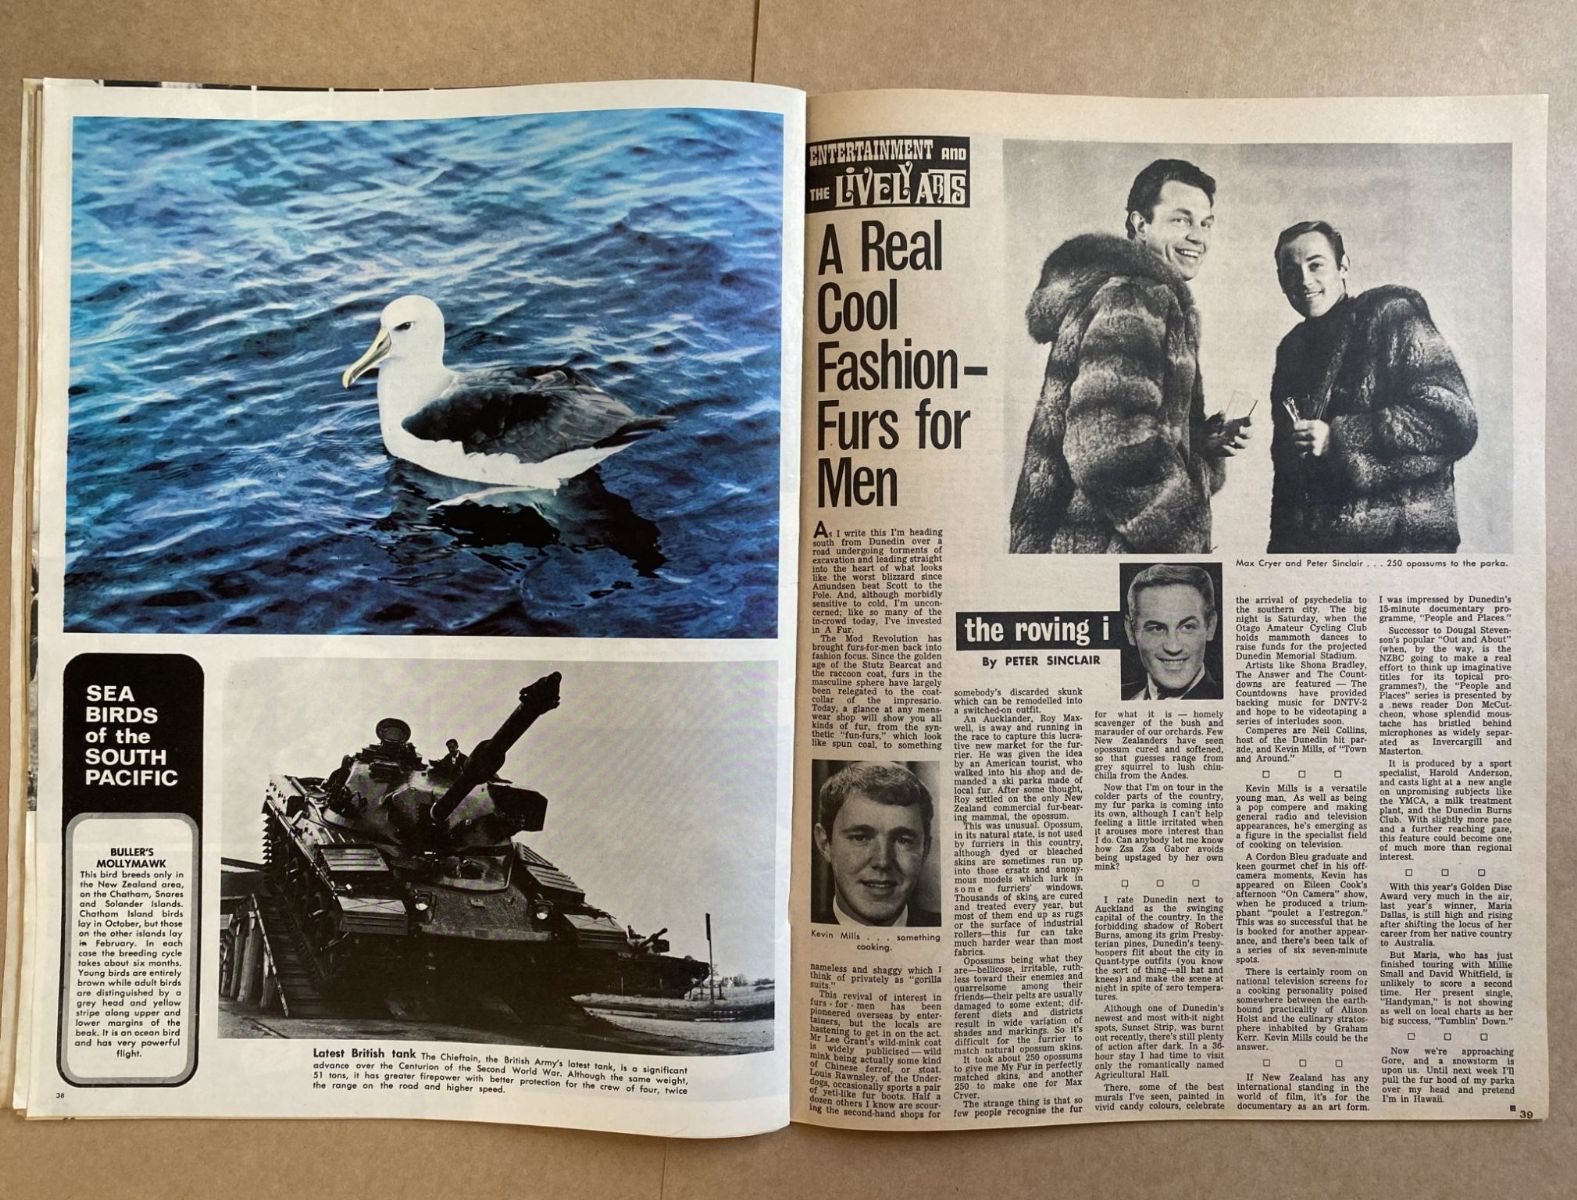 SEA
BIRDS
of the
SOUTH
PACIFIC
BULLER'S
MOLLYMAWK
This bird breeds only in
the New Zealand area,
on the Chatham, Snares
and Solander Islands.
Chatham Island birds
lay in October, but those
on the other islands lay
in February. In each
case the breeding cycle
takes about six months.
Young birds are entirely
brown while adult birds
are distinguished by a
grey head and yellow
stripe along upper and
lower margins of the
beak. It is an ocean bird
and has very powerful
flight.
Latest British tank The Chieftain, the British Army's latest tank, is a significant
advance over the Centurion of the Second World War. Although the same weight,
51 tons, it has greater firepower with better protection for the crew of four, twice
the range on the road and higher speed.
38
ENTERTAINMENT AND
THE LIVELY ARTS
A Real
Cool
Fashion–
Furs for
Men
Max Cryer and Peter Sinclair . . . 250 opossums to the parka.
the roving i
By PETER SINCLAIR
As I write this I'm heading
south from Dunedin over a
road undergoing torments of
excavation and leading straight
into the heart of what looks
like the worst blizzard since
Amundsen beat Scott to the
Pole. And, although morbidly
sensitive to cold, I'm uncon-
cerned; like so many of the
in-crowd today, I've invested
in A Fur.
The Mod Revolution has
brought furs-for-men back into
fashion focus. Since the golden
age of the Stutz Bearcat and
the raccoon coat, furs in the
masculine sphere have largely
been relegated to the coat-
collar of the impresario.
Today, a glance at any mens-
wear shop will show you all
kinds of fur, from the syn-
thetic "fun-furs," which look
like spun coal, to something
Kevin Mills . . . something
cooking.
nameless and shaggy which I
think of privately as "gorilla
suits."
This revival of interest in
furs - for - men has been
pioneered overseas by enter-
tainers, but the locals are
hastening to get in on the act.
Mr Lee Grant's wild-mink coat
is widely publicised — wild
mink being actually some kind
of Chinese ferret, or stoat.
Louis Rawnsley, of the Under-
dogs, occasionally sports a pair
of yeti-like fur boots. Half a
dozen others I know are scour-
ing the second-hand shops for
somebody's discarded skunk
which can be remodelled into
a switched-on outfit.
An Aucklander, Roy Max-
well, is away and running in
the race to capture this lucra-
tive new market for the fur-
rier. He was given the idea
by an American tourist, who
walked into his shop and de-
manded a ski parka made of
local fur. After some thought,
Roy settled on the only New
Zealand commercial fur-bear-
ing mammal, the opossum.
This was unusual. Opossum,
in its natural state, is not used
by furriers in this country,
although dyed or bleached
skins are sometimes run up
into those ersatz and anony-
mous models which lurk in
some furriers' windows.
Thousands of skins are cured
and treated every year, but
most of them end up as rugs
or the surface of industrial
rollers—this fur can take
much harder wear than most
fabrics.
Opossums being what they
are—bellicose, irritable, ruth-
less toward their enemies and
quarrelsome among their
friends—their pelts are usually
damaged to some extent; dif-
ferent diets and districts
result in wide variation of
shades and markings. So it's
difficult for the furrier to
match natural opossum skins.
It took about 250 opossums
to give me My Fur in perfectly
matched skins, and another
250 to make one for Max
Cryer.
The strange thing is that so
few people recognise the fur
for what it is — homely
scavenger of the bush and
marauder of our orchards. Few
New Zealanders have seen
opossum cured and softened,
so that guesses range from
grey squirrel to lush chin-
chilla from the Andes.
Now that I'm on tour in the
colder parts of the country,
my fur parka is coming into
its own, although I can't help
feeling a little irritated when
it arouses more interest than
I do. Can anybody let me know
how Zsa Zsa Gabor avoids
being upstaged by her own
mink?
I rate Dunedin next to
Auckland as the swinging
capital of the country. In the
forbidding shadow of Robert
Burns, among its grim Presby-
terian pines, Dunedin's teeny-
hoppers flit about the city in
Quant-type outfits (you know
the sort of thing—all hat and
knees) and make the scene at
night in spite of zero tempera-
tures.
Although one of Dunedin's
newest and most with-it night
spots, Sunset Strip, was burnt
out recently, there's still plenty
of action after dark. In a 36-
hour stay I had time to visit
only the romantically named
Agricultural Hall.
There, some of the best
murals I've seen, painted in
vivid candy colours, celebrate
the arrival of psychedelia to
the southern city. The big
night is Saturday, when the
Otago Amateur Cycling Club
holds mammoth dances to
raise funds for the projected
Dunedin Memorial Stadium.
Artists like Shona Bradley,
The Answer and The Count-
downs are featured — The
Countdowns have provided
backing music for DNTV-2
and hope to be videotaping a
series of interludes soon.
Comperes are Neil Collins,
host of the Dunedin hit par-
ade, and Kevin Mills, of "Town
and Around."
Kevin Mills is a versatile
young man. As well as being
a pop compere and making
general radio and television
appearances, he's emerging as
a figure in the specialist field
of cooking on television.
A Cordon Bleu graduate and
keen gourmet chef in his off-
camera moments, Kevin has
appeared on Eileen Cook's
afternoon "On Camera" show,
when he produced a trium-
phant "poulet a l'estregon."
This was so successful that he
is booked for another appear-
ance, and there's been talk of
a series of six seven-minute
spots.
There is certainly room on
national television screens for
a cooking personality poised
somewhere between the earth-
bound practicality of Alison
Holst and the culinary stratos-
phere inhabited by Graham
Kerr. Kevin Mills could be the
answer.
If New Zealand has any
international standing in the
world of film, it's for the
documentary as an art form.
I was impressed by Dunedin's
15-minute documentary pro-
gramme, "People and Places."
Successor to Dougal Steven-
son's popular "Out and About"
(when, by the way, is the
NZBC going to make a real
effort to think up imaginative
titles for its topical pro-
grammes?), the "People and
Places" series is presented by
a news reader Don McCut-
cheon, whose splendid mous-
tache has bristled behind
microphones as widely separ-
ated as Invercargill and
Masterton.
It is produced by a sport
specialist, Harold Anderson,
and casts light at a new angle
on unpromising subjects like
the YMCA, a milk treatment
plant, and the Dunedin Burns
Club. With slightly more pace
and a further reaching gaze,
this feature could become one
of much more than regional
interest.
With this year's Golden Disc
Award very much in the air,
last year's winner, Maria
Dallas, is still high and rising
after shifting the locus of her
career from her native country
to Australia.
But Maria, who has just
finished touring with Millie
Small and David Whitfield, is
unlikely to score a second
time. Her present single,
"Handyman," is not showing
as well on local charts as her
big success, "Tumblin' Down."
Now we're approaching
Gore, and a snowstorm is
upon us. Until next week I'll
pull the fur hood of my parka
over my head and pretend
I'm in Hawaii.
39